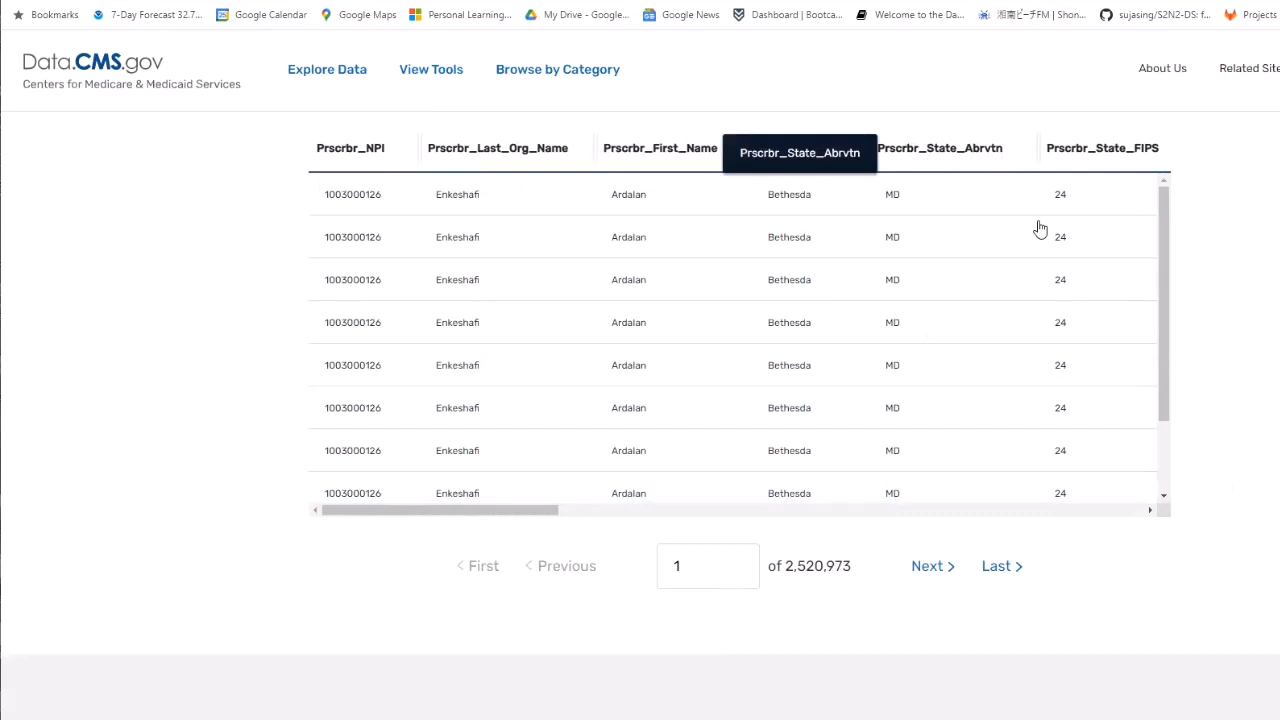 Bookmarks 7-Day Forecast 32.7... Google Calendar Google Maps Personal Learning... My Drive - Google... Google News Dashboard | Bootca... Welcome to the Da... 湘南ビーチFM | Shon... sujasing/S2N2-DS: f... Projects
Data.CMS.gov
Centers for Medicare & Medicaid Services
Explore Data View Tools Browse by Category
About Us Related Site
Prscrbr_NPI Prscrbr_Last_Org_Name Prscrbr_First_Name Prscrbr_State_Abrvtn Prscrbr_State_Abrvtn Prscrbr_State_FIPS
1003000126 Enkeshafi Ardalan Bethesda MD 24
1003000126 Enkeshafi Ardalan Bethesda MD 24
1003000126 Enkeshafi Ardalan Bethesda MD 24
1003000126 Enkeshafi Ardalan Bethesda MD 24
1003000126 Enkeshafi Ardalan Bethesda MD 24
1003000126 Enkeshafi Ardalan Bethesda MD 24
1003000126 Enkeshafi Ardalan Bethesda MD 24
1003000126 Enkeshafi Ardalan Bethesda MD 24
< First < Previous 1 of 2,520,973 Next > Last >